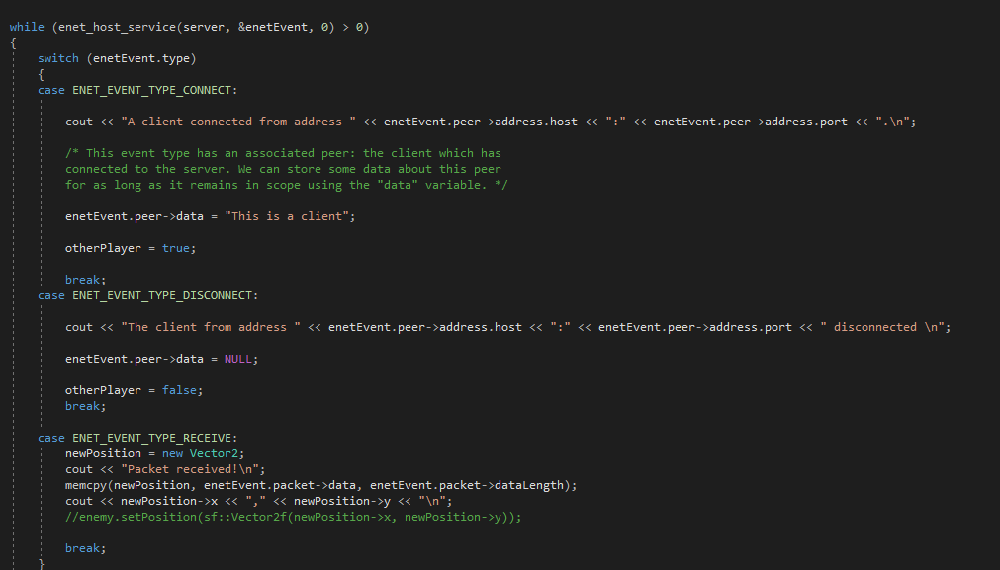 while (enet_host_service(server, &enetEvent, 0) > 0)
{
switch (enetEvent.type)
{
case ENET_EVENT_TYPE_CONNECT:
cout << "A client connected from address " << enetEvent.peer->address.host << ":" << enetEvent.peer->address.port << ".\n";
/* This event type has an associated peer: the client which has
connected to the server. We can store some data about this peer
for as long as it remains in scope using the "data" variable. */
enetEvent.peer->data = "This is a client";
otherPlayer = true;
break;
case ENET_EVENT_TYPE_DISCONNECT:
cout << "The client from address " << enetEvent.peer->address.host << ":" << enetEvent.peer->address.port << " disconnected \n";
enetEvent.peer->data = NULL;
otherPlayer = false;
break;
case ENET_EVENT_TYPE_RECEIVE:
newPosition = new Vector2;
cout << "Packet received!\n";
memcpy(newPosition, enetEvent.packet->data, enetEvent.packet->dataLength);
cout << newPosition->x << "," << newPosition->y << "\n";
//enemy.setPosition(sf::Vector2f(newPosition->x, newPosition->y));
break;
}